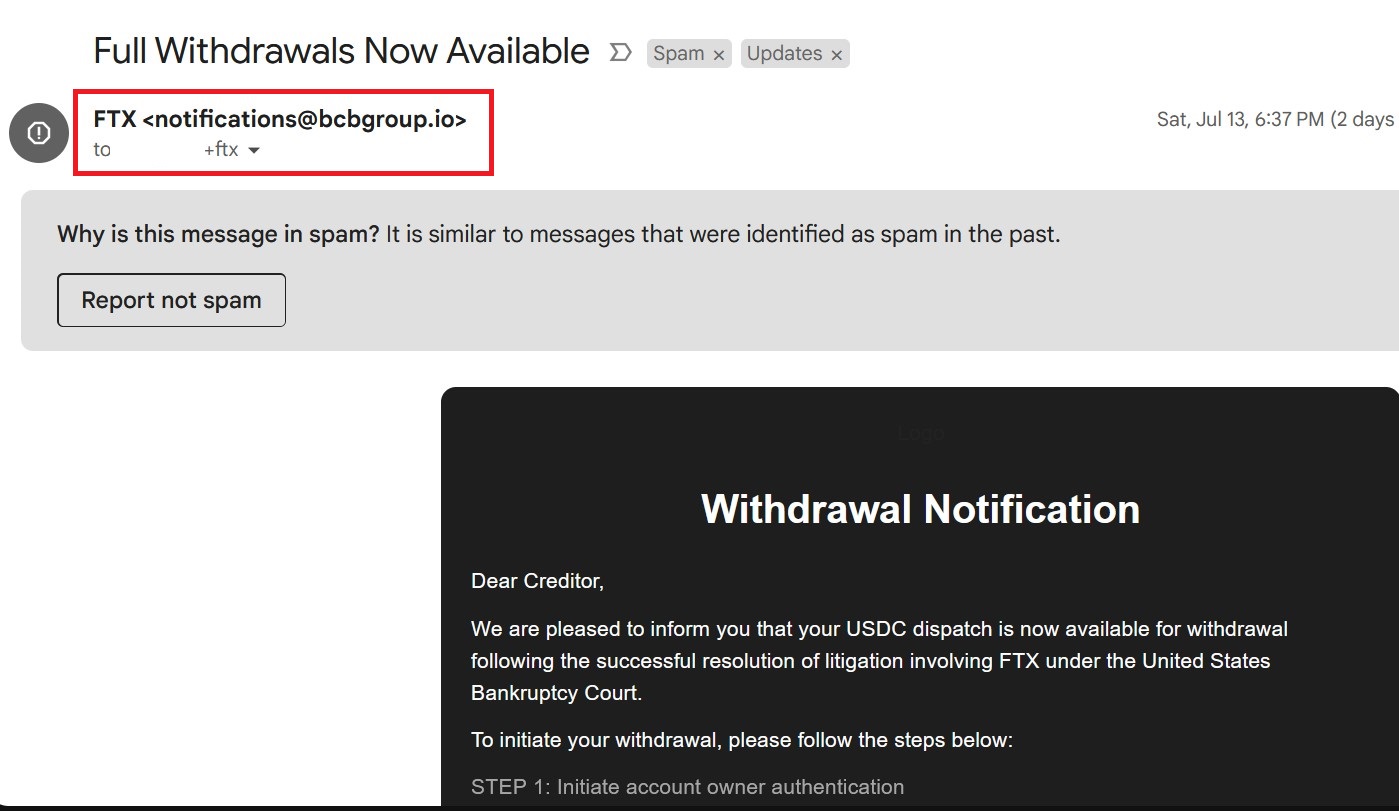 Full Withdrawals Now Available Spam × Updates ×
FTX <notifications@bcbgroup.io> Sat, Jul 13, 6:37 PM (2 days
to +ftx
Why is this message in spam? It is similar to messages that were identified as spam in the past.
Report not spam
Logo
Withdrawal Notification
Dear Creditor,
We are pleased to inform you that your USDC dispatch is now available for withdrawal
following the successful resolution of litigation involving FTX under the United States
Bankruptcy Court.
To initiate your withdrawal, please follow the steps below:
STEP 1: Initiate account owner authentication